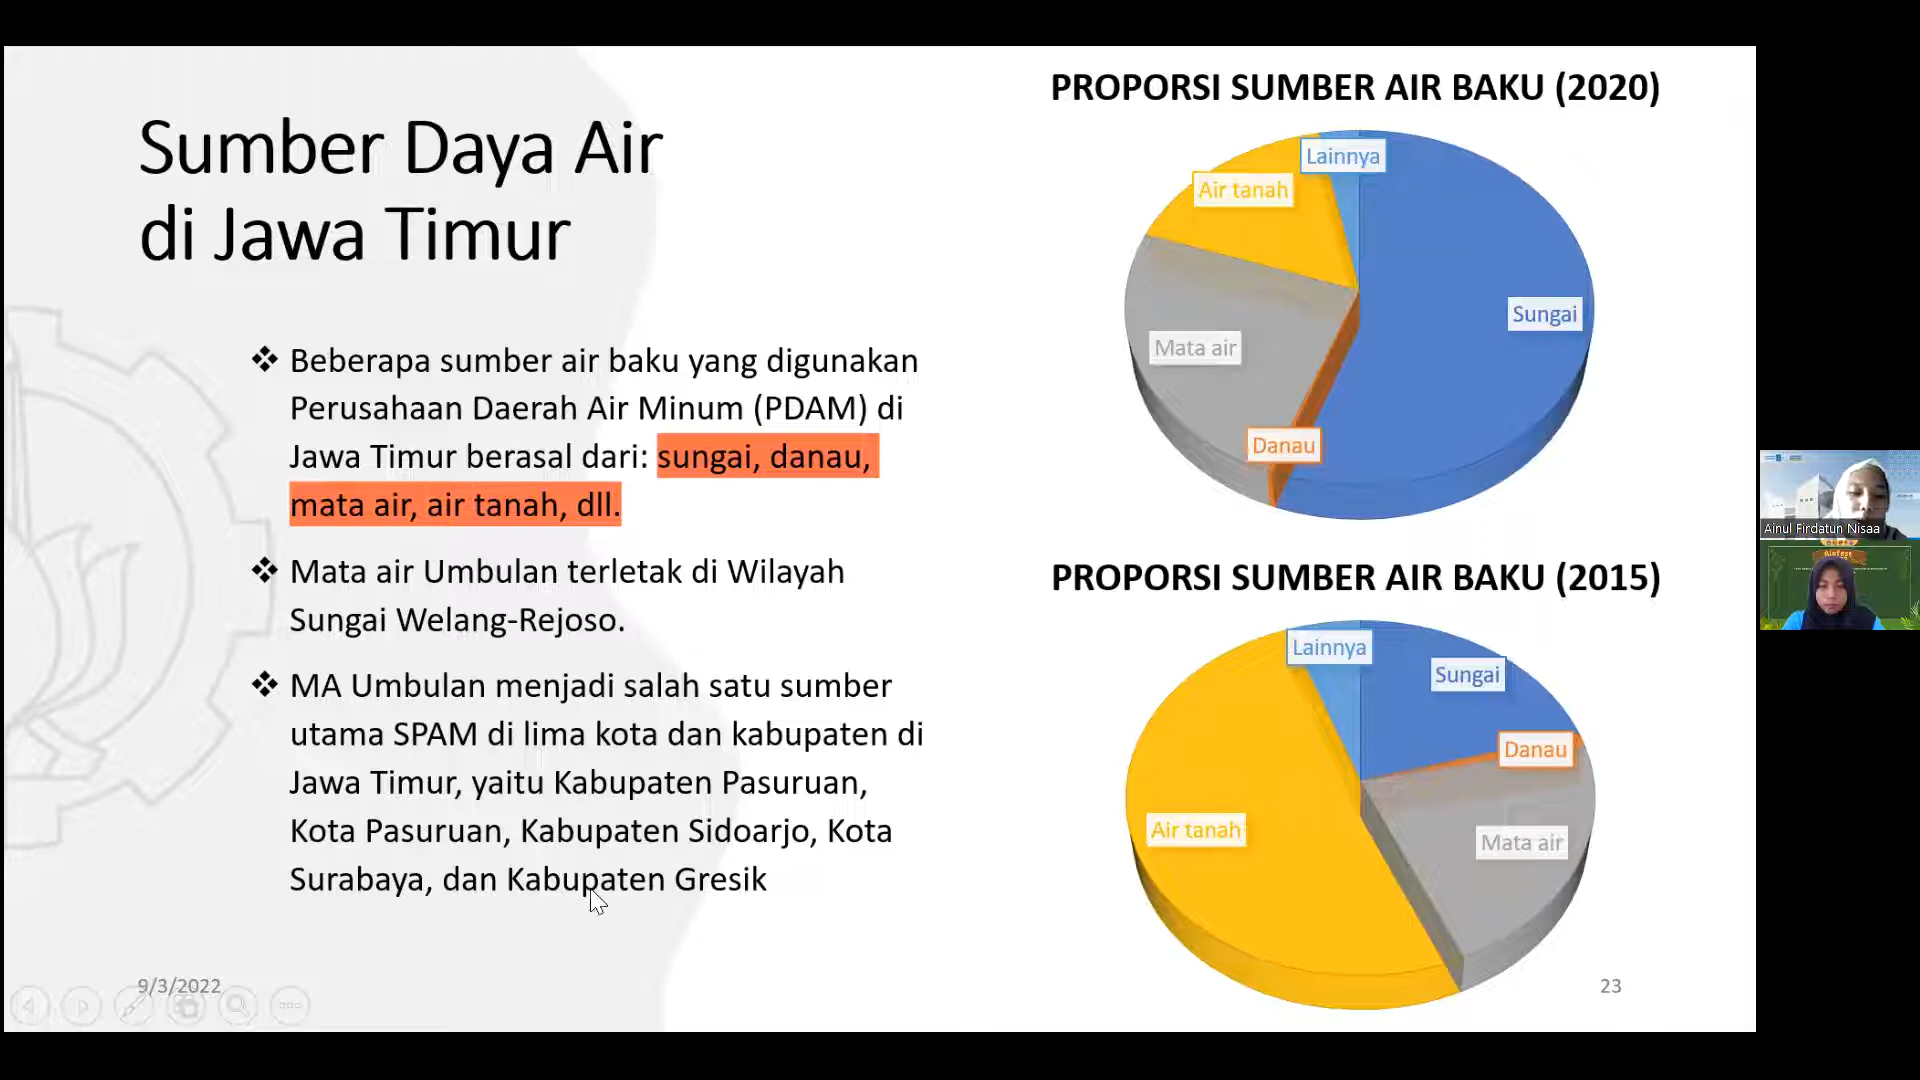 Sumber Daya Air
di Jawa Timur
❖ Beberapa sumber air baku yang digunakan
Perusahaan Daerah Air Minum (PDAM) di
Jawa Timur berasal dari: sungai, danau,
mata air, air tanah, dll.
❖ Mata air Umbulan terletak di Wilayah
Sungai Welang-Rejoso.
❖ MA Umbulan menjadi salah satu sumber
utama SPAM di lima kota dan kabupaten di
Jawa Timur, yaitu Kabupaten Pasuruan,
Kota Pasuruan, Kabupaten Sidoarjo, Kota
Surabaya, dan Kabupaten Gresik
9/3/2022
PROPORSI SUMBER AIR BAKU (2020)
Lainnya
Air tanah
Sungai
Mata air
Danau
PROPORSI SUMBER AIR BAKU (2015)
Lainnya
Sungai
Danau
Air tanah
Mata air
23
Ainul Firdatun Nisaa